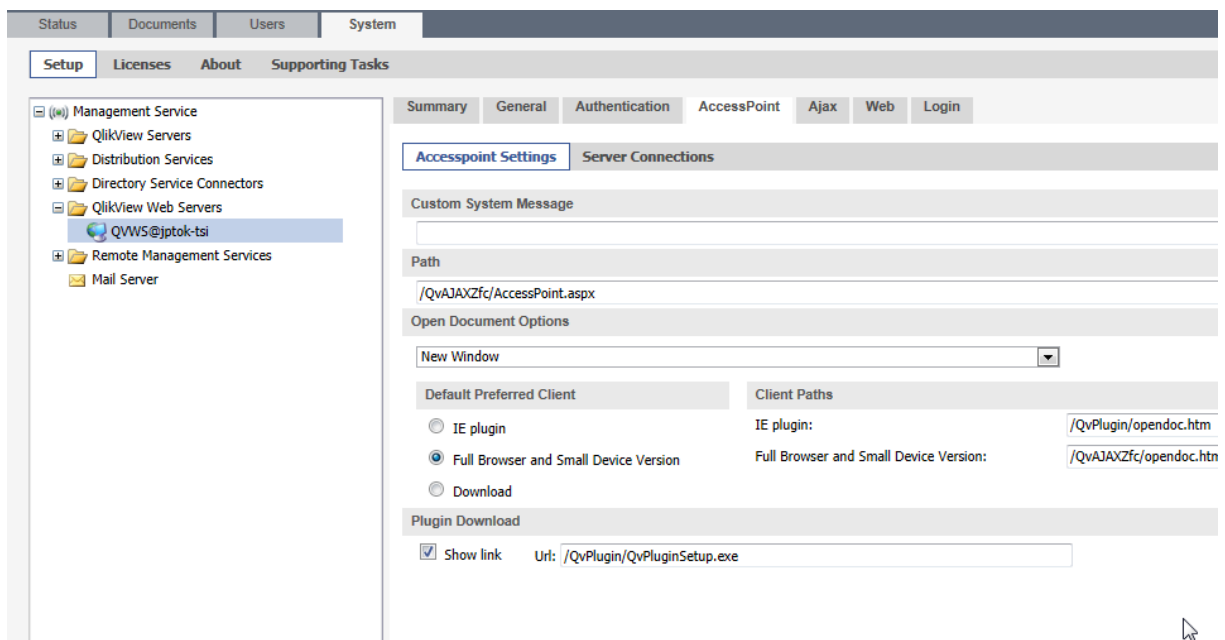 Status Documents Users System
Setup Licenses About Supporting Tasks
Management Service
QlikView Servers
Distribution Services
Directory Service Connectors
QlikView Web Servers
QVWS@jptok-tsi
Remote Management Services
Mail Server
Summary General Authentication AccessPoint Ajax Web Login
Accesspoint Settings Server Connections
Custom System Message
Path
/QvAJAXZfc/AccessPoint.aspx
Open Document Options
New Window
Default Preferred Client
IE plugin
Full Browser and Small Device Version
Download
Client Paths
IE plugin: /QvPlugin/opendoc.htm
Full Browser and Small Device Version: /QvAJAXZfc/opendoc.htm
Plugin Download
Show link Url: /QvPlugin/QvPluginSetup.exe